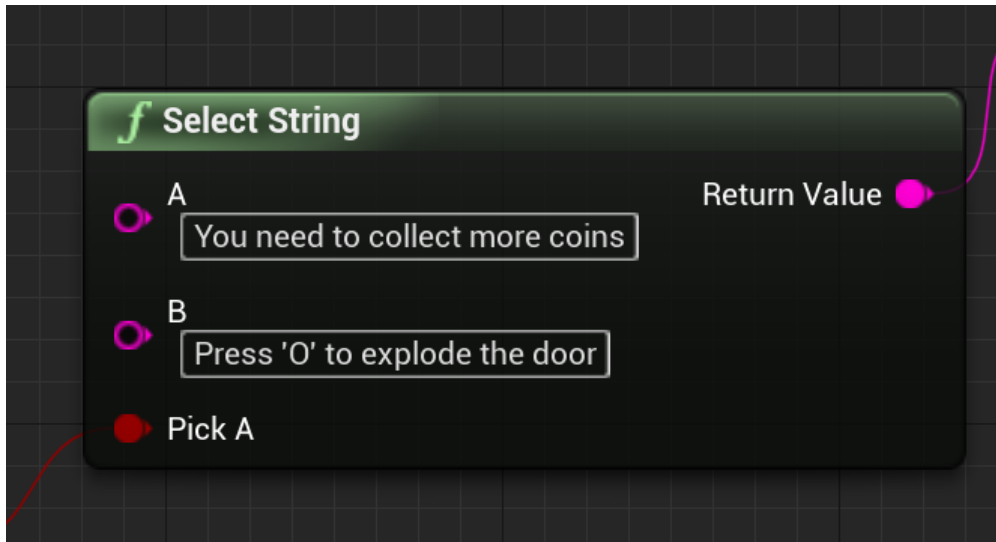 f Select String
A
Return Value
You need to collect more coins
B
Press 'O' to explode the door
Pick A